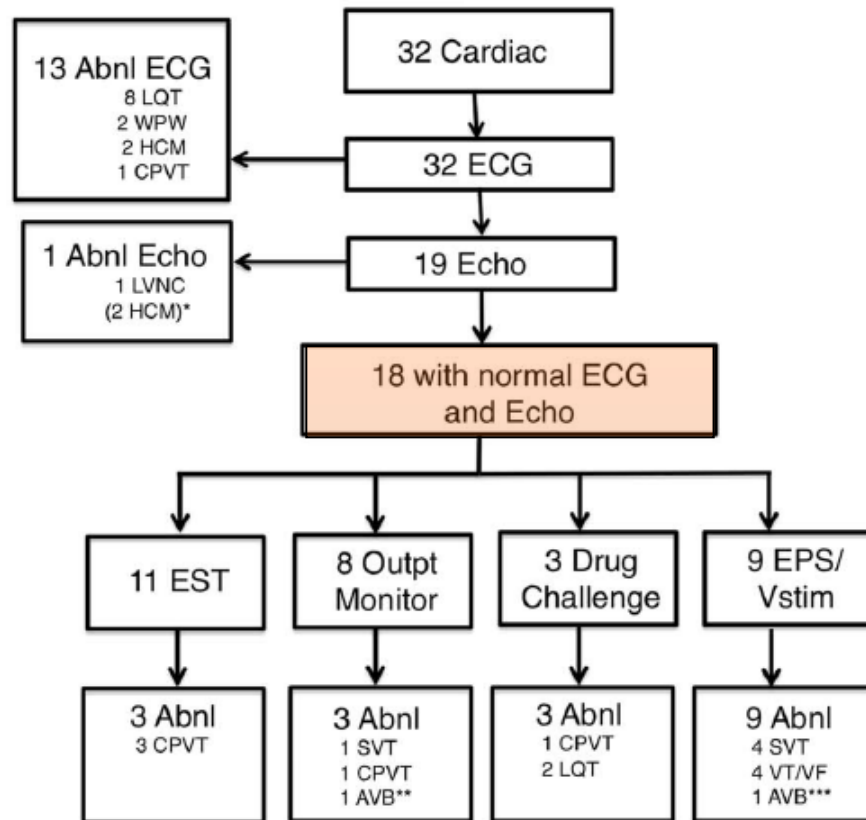 32 Cardiac
13 Abnl ECG
8 LQT
2 WPW
2 HCM
1 CPVT
32 ECG
1 Abnl Echo
1 LVNC
(2 HCM)*
19 Echo
18 with normal ECG
and Echo
11 EST
8 Outpt
Monitor
3 Drug
Challenge
9 EPS/
Vstim
3 Abnl
3 CPVT
3 Abnl
1 SVT
1 CPVT
1 AVB**
3 Abnl
1 CPVT
2 LQT
9 Abnl
4 SVT
4 VT/VF
1 AVB***